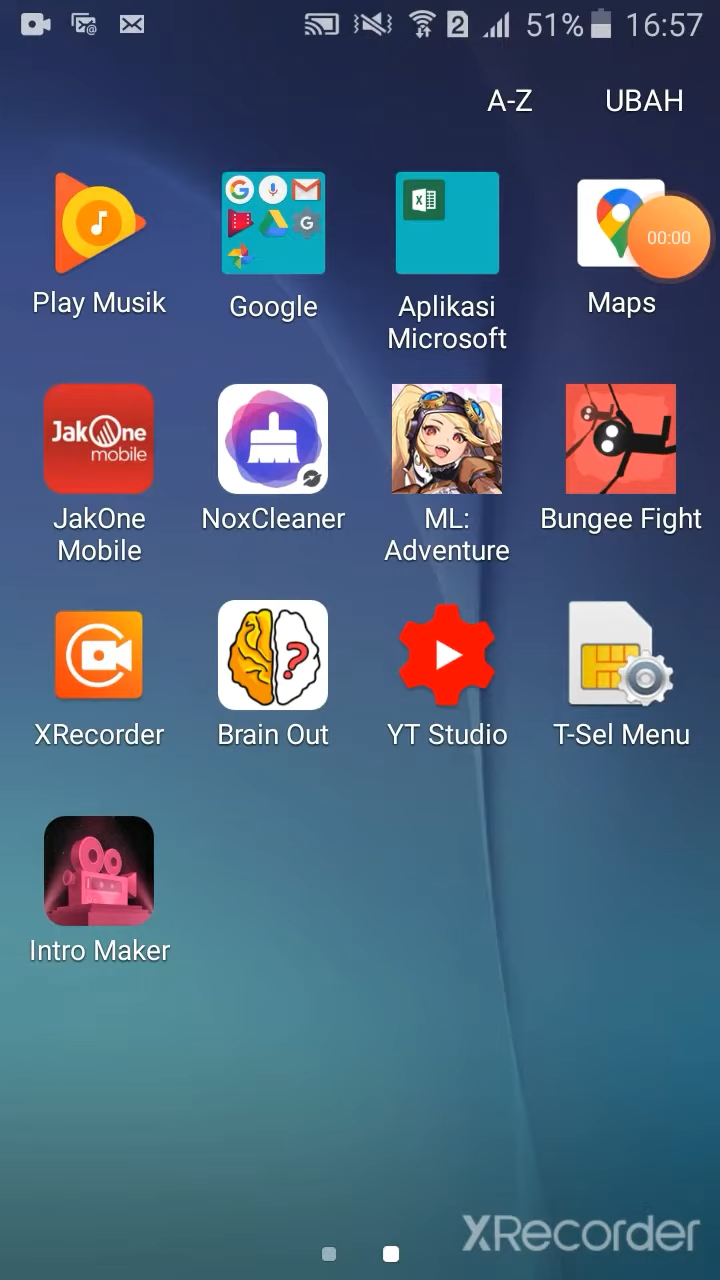 2 51% 16:57
A-Z UBAH
00:00
Play Musik Google Aplikasi Microsoft Maps
JakOne
mobile
JakOne Mobile NoxCleaner ML: Adventure Bungee Fight
XRecorder Brain Out YT Studio T-Sel Menu
Intro Maker
XRecorder